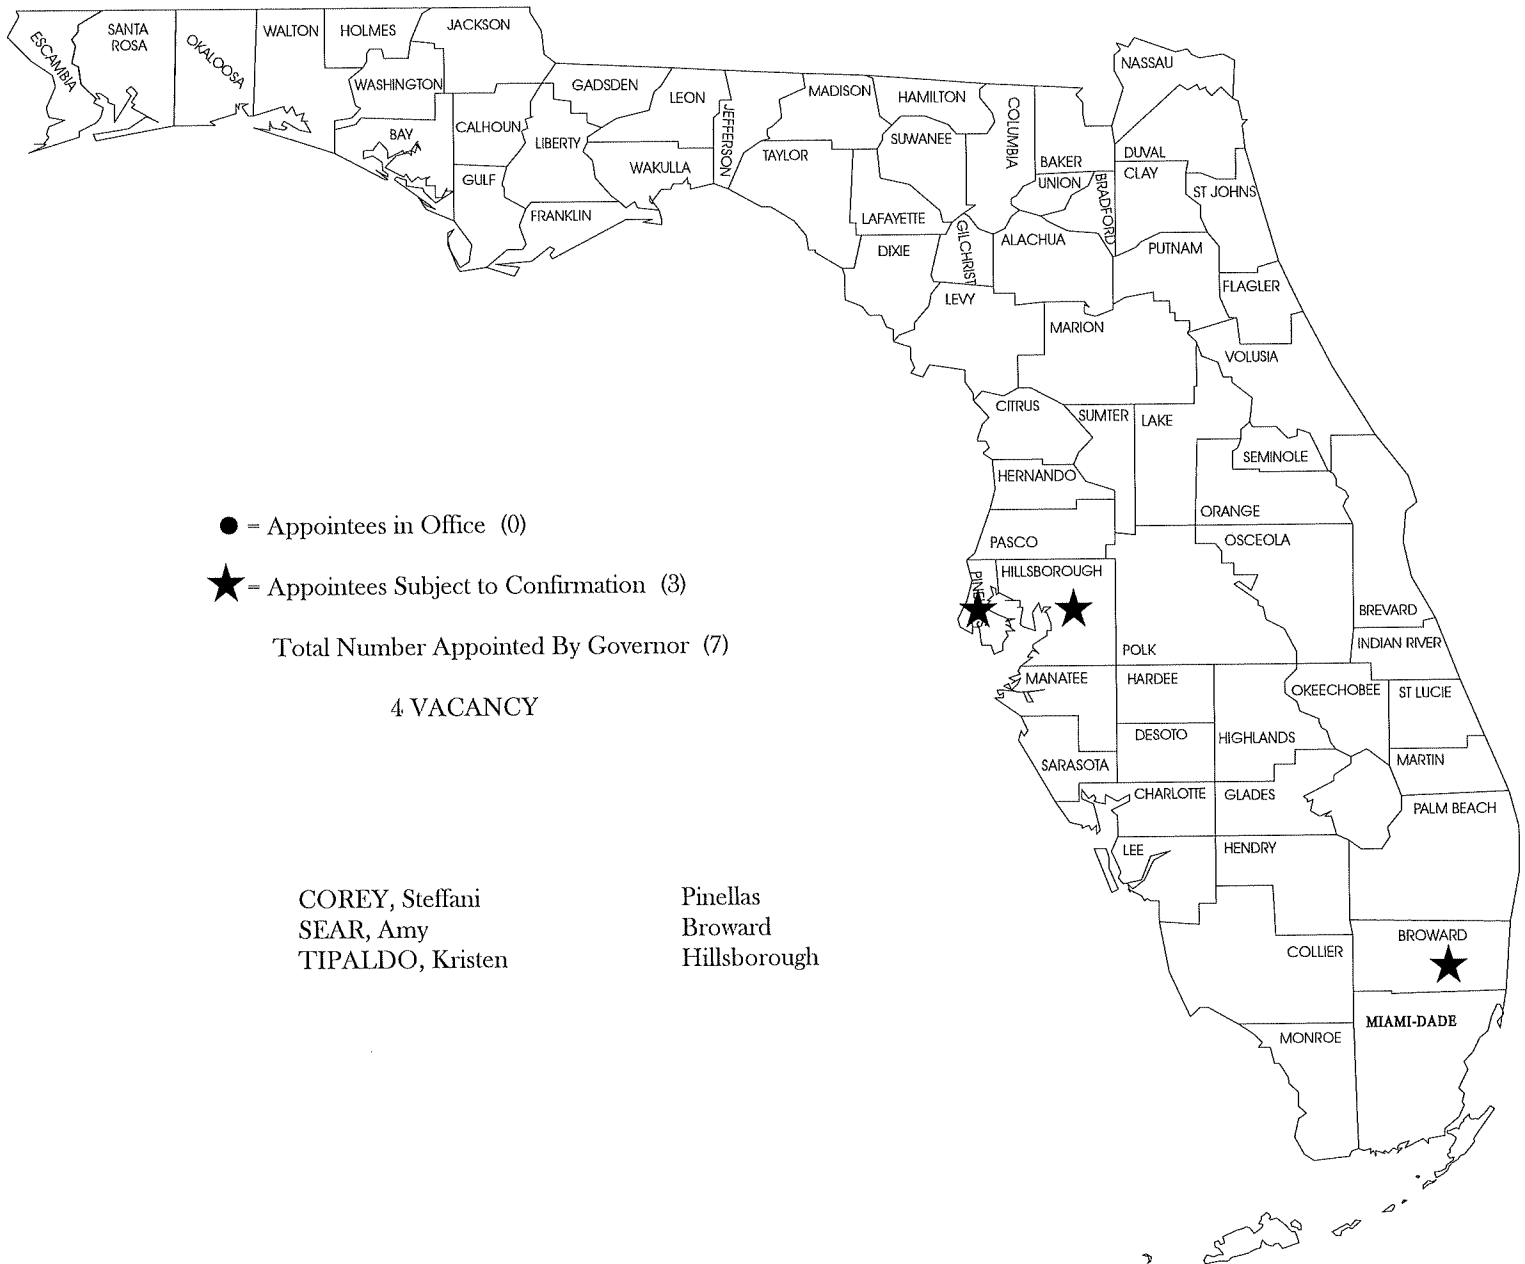 ESCAMBIA
SANTA
ROSA
OKALOOSA
WALTON
HOLMES
JACKSON
WASHINGTON
BAY
CALHOUN
GULF
LIBERTY
GADSDEN
FRANKLIN
LEON
WAKULLA
JEFFERSON
TAYLOR
MADISON
HAMILTON
SUWANEE
LAFAYETTE
DIXIE
GILCHRIST
COLUMBIA
BAKER
UNION
BRADFORD
ALACHUA
NASSAU
DUVAL
CLAY
ST JOHNS
PUTNAM
FLAGLER
LEVY
MARION
VOLUSIA
CITRUS
SUMTER
LAKE
SEMINOLE
HERNANDO
ORANGE
PASCO
OSCEOLA
HILLSBOROUGH
BREVARD
INDIAN RIVER
POLK
MANATEE
HARDEE
OKEECHOBEE
ST LUCIE
DESOTO
HIGHLANDS
SARASOTA
MARTIN
CHARLOTTE
GLADES
PALM BEACH
LEE
HENDRY
BROWARD
COLLIER
MIAMI-DADE
MONROE
= Appointees in Office (0)
= Appointees Subject to Confirmation (3)
Total Number Appointed By Governor (7)
4 VACANCY
COREY, Steffani Pinellas
SEAR, Amy Broward
TIPALDO, Kristen Hillsborough